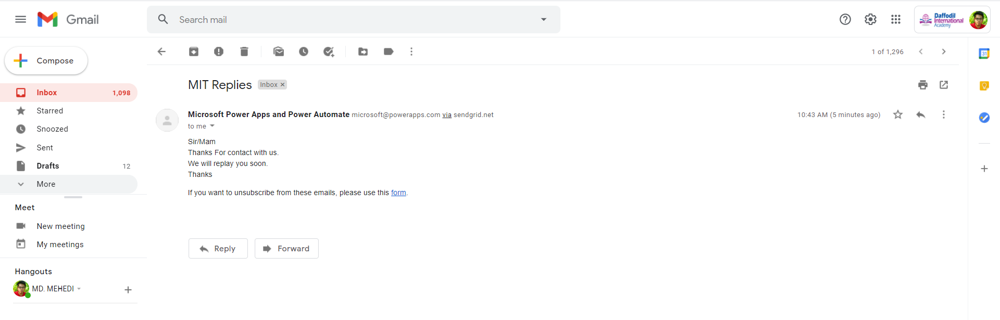 Gmail
Search mail
Daffodil
International
Academy
Compose
1 of 1,296
Inbox 1,098
Starred
Snoozed
Sent
Drafts 12
More
Meet
New meeting
My meetings
Hangouts
MD. MEHEDI
MIT Replies Inbox ×
Microsoft Power Apps and Power Automate microsoft@powerapps.com via sendgrid.net 10:43 AM (5 minutes ago)
to me
Sir/Mam
Thanks For contact with us.
We will replay you soon.
Thanks
If you want to unsubscribe from these emails, please use this form.
Reply Forward
31